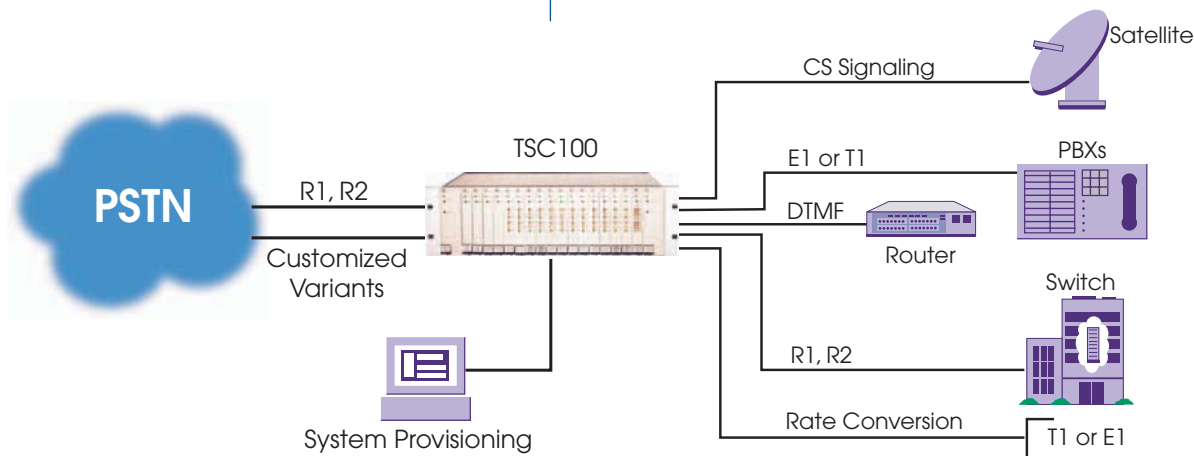 Satellite
CS Signaling
TSC100
E1 or T1
PBXs
PSTN
R1, R2
DTMF
Router
Customized
Variants
Switch
R1, R2
Rate Conversion
T1 or E1
System Provisioning